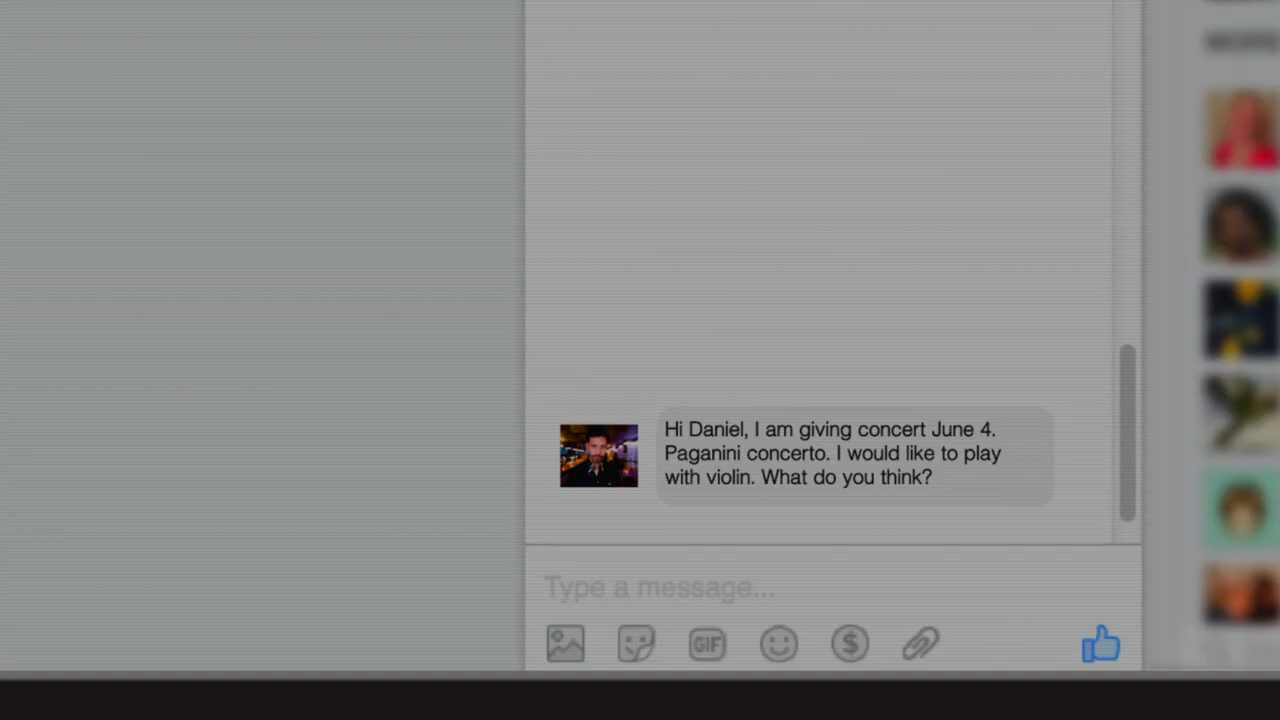 MORE
Hi Daniel, I am giving concert June 4.
Paganini concerto. I would like to play
with violin. What do you think?
Type a message...
GIF
$